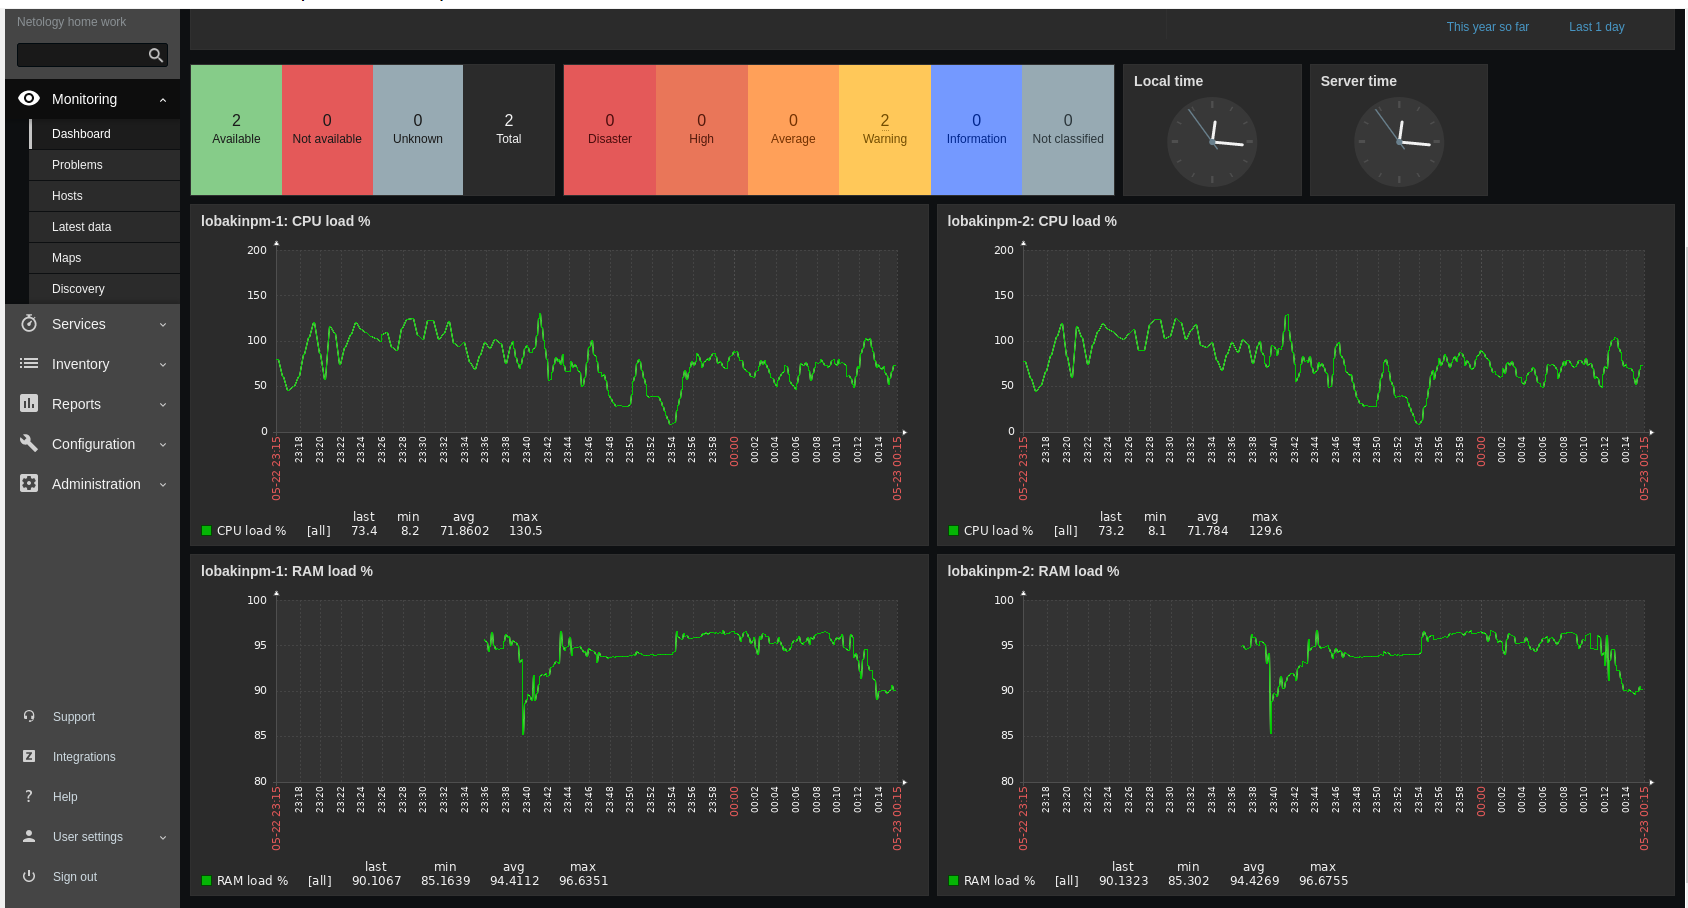 Netology home work
This year so far Last 1 day
Monitoring
Dashboard
Problems
Hosts
Latest data
Maps
Discovery
Services
Inventory
Reports
Configuration
Administration
Support
Integrations
Help
User settings
Sign out
2 0 0 2
Available Not available Unknown Total
0 0 0 2 0 0
Disaster High Average Warning Information Not classified
Local time
Server time
lobakinpm-1: CPU load %
200
150
100
50
0
05-22 23:15 23:18 23:20 23:22 23:24 23:26 23:28 23:30 23:32 23:34 23:36 23:38 23:40 23:42 23:44 23:46 23:48 23:50 23:52 23:54 23:56 23:58 00:00 00:02 00:04 00:06 00:08 00:10 00:12 00:14 05-23 00:15
last min avg max
CPU load % [all] 73.4 8.2 71.8602 130.5
lobakinpm-2: CPU load %
200
150
100
50
0
05-22 23:15 23:18 23:20 23:22 23:24 23:26 23:28 23:30 23:32 23:34 23:36 23:38 23:40 23:42 23:44 23:46 23:48 23:50 23:52 23:54 23:56 23:58 00:00 00:02 00:04 00:06 00:08 00:10 00:12 00:14 05-23 00:15
last min avg max
CPU load % [all] 73.2 8.1 71.784 129.6
lobakinpm-1: RAM load %
100
95
90
85
80
05-22 23:15 23:18 23:20 23:22 23:24 23:26 23:28 23:30 23:32 23:34 23:36 23:38 23:40 23:42 23:44 23:46 23:48 23:50 23:52 23:54 23:56 23:58 00:00 00:02 00:04 00:06 00:08 00:10 00:12 00:14 05-23 00:15
last min avg max
RAM load % [all] 90.1067 85.1639 94.4112 96.6351
lobakinpm-2: RAM load %
100
95
90
85
80
05-22 23:15 23:18 23:20 23:22 23:24 23:26 23:28 23:30 23:32 23:34 23:36 23:38 23:40 23:42 23:44 23:46 23:48 23:50 23:52 23:54 23:56 23:58 00:00 00:02 00:04 00:06 00:08 00:10 00:12 00:14 05-23 00:15
last min avg max
RAM load % [all] 90.1323 85.302 94.4269 96.6755